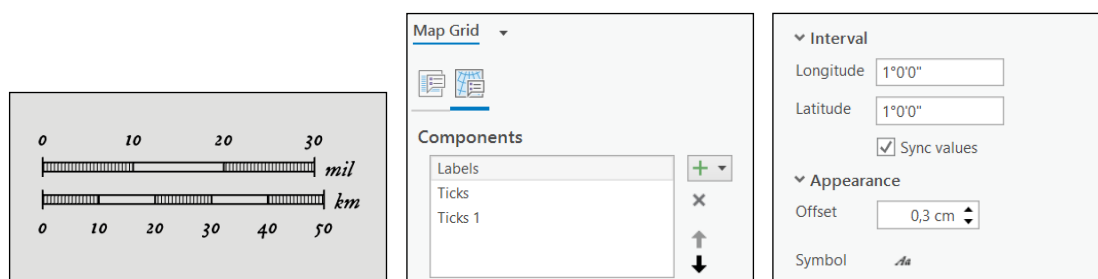 0 10 20 30
mil
km
0 10 20 30 40 50
Map Grid
Components
Labels
Ticks
Ticks 1
Interval
Longitude 1°0'0"
Latitude 1°0'0"
Sync values
Appearance
Offset 0,3 cm
Symbol Aa